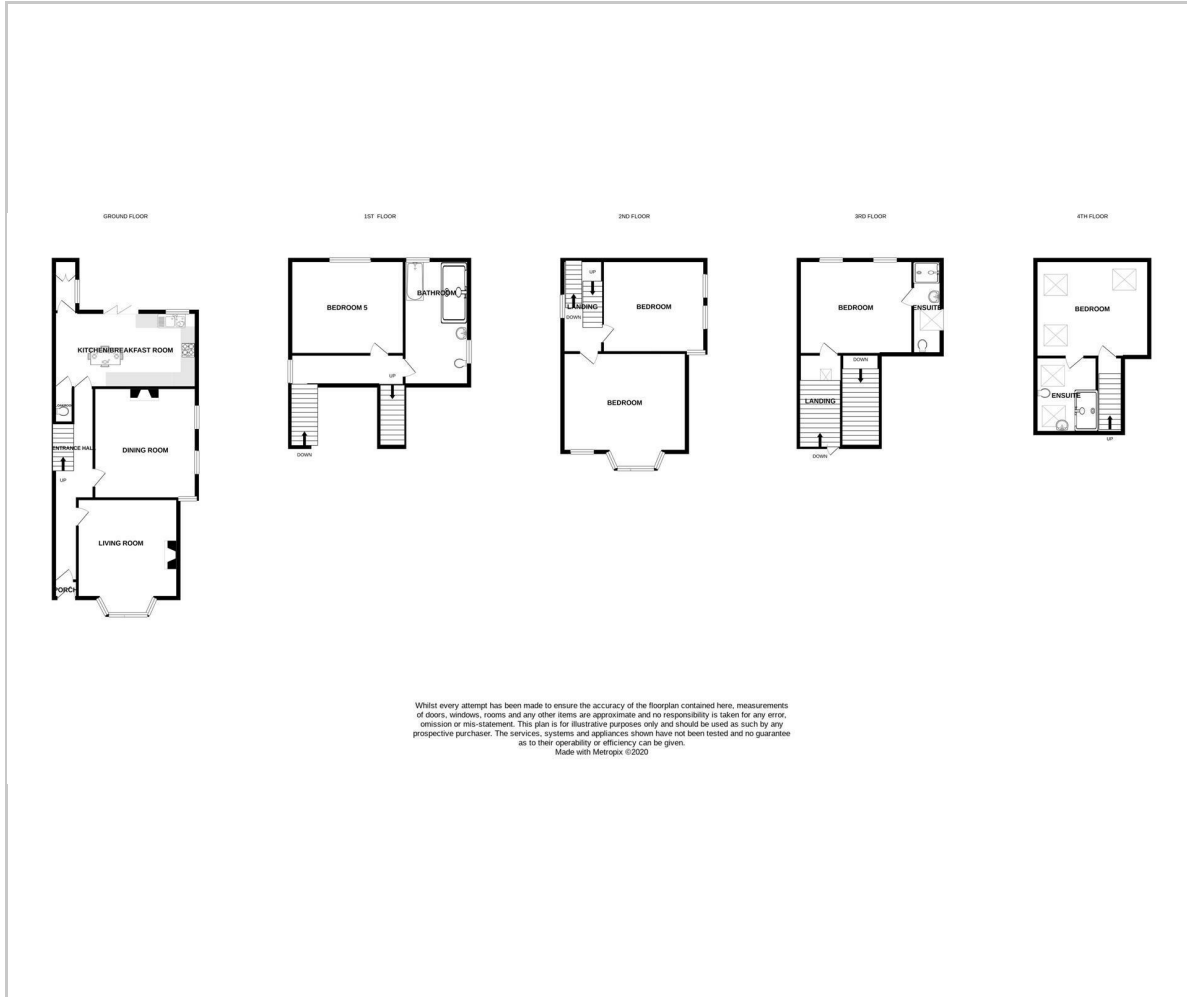 GROUND FLOOR
1ST FLOOR
2ND FLOOR
3RD FLOOR
4TH FLOOR
KITCHEN/BREAKFAST ROOM
ENTRANCE HALL
UP
DINING ROOM
LIVING ROOM
PORCH
BEDROOM 5
BATHROOM
UP
DOWN
UP
LANDING
DOWN
BEDROOM
BEDROOM
BEDROOM
ENSUITE
DOWN
LANDING
DOWN
BEDROOM
ENSUITE
UP
Whilst every attempt has been made to ensure the accuracy of the floorplan contained here, measurements
of doors, windows, rooms and any other items are approximate and no responsibility is taken for any error,
omission or mis-statement. This plan is for illustrative purposes only and should be used as such by any
prospective purchaser. The services, systems and appliances shown have not been tested and no guarantee
as to their operability or efficiency can be given.
Made with Metropix ©2020